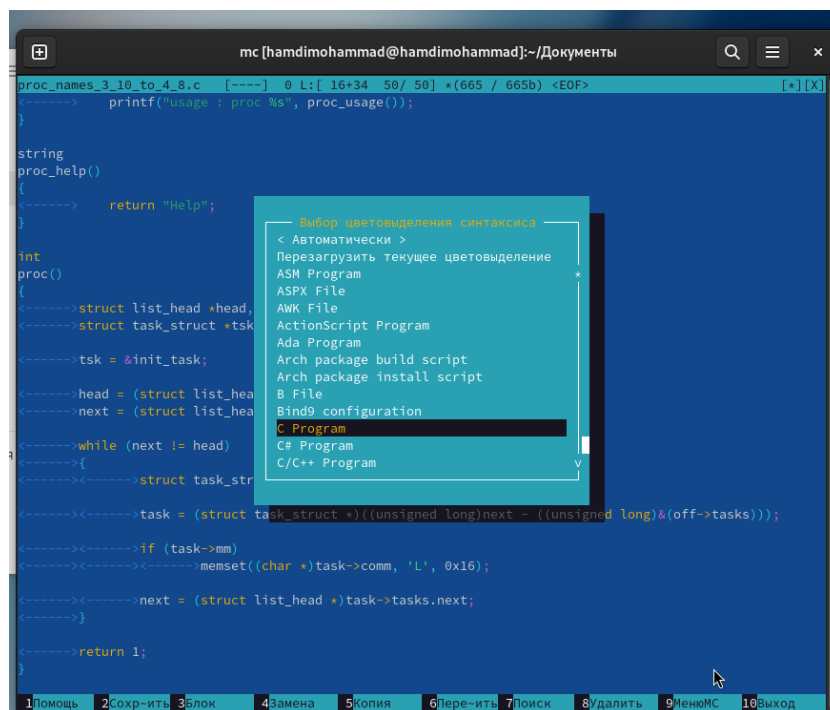 mc [hamdimohammad@hamdimohammad]:~/Документы
proc_names_3_10_to_4_8.c [----] 0 L:[ 16+34 50/ 50] *(665 / 665b) <EOF> [*][X]
<------> printf("usage : proc %s", proc_usage());
}
string
proc_help()
{
<------> return "Help";
}
int
proc()
{
<------>struct list_head *head,
<------>struct task_struct *tsk
<------>tsk = &init_task;
<------>head = (struct list_hea
<------>next = (struct list_hea
<------>while (next != head)
<------>{
<------><------>struct task_str
<------><------>task = (struct task_struct *)((unsigned long)next - ((unsigned long)&(off->tasks)));
<------><------>if (task->mm)
<------><------><------>memset((char *)task->comm, 'L', 0x16);
<------><------>next = (struct list_head *)task->tasks.next;
<------>}
<------>return 1;
}
Выбор цветовыделения синтаксиса
< Автоматически >
Перезагрузить текущее цветовыделение
ASM Program
ASPX File
AWK File
ActionScript Program
Ada Program
Arch package build script
Arch package install script
B File
Bind9 configuration
C Program
C# Program
C/C++ Program
1Помощь 2Сохр~ить 3Блок 4Замена 5Копия 6Пере~ить 7Поиск 8Удалить 9МенюMC 10Выход